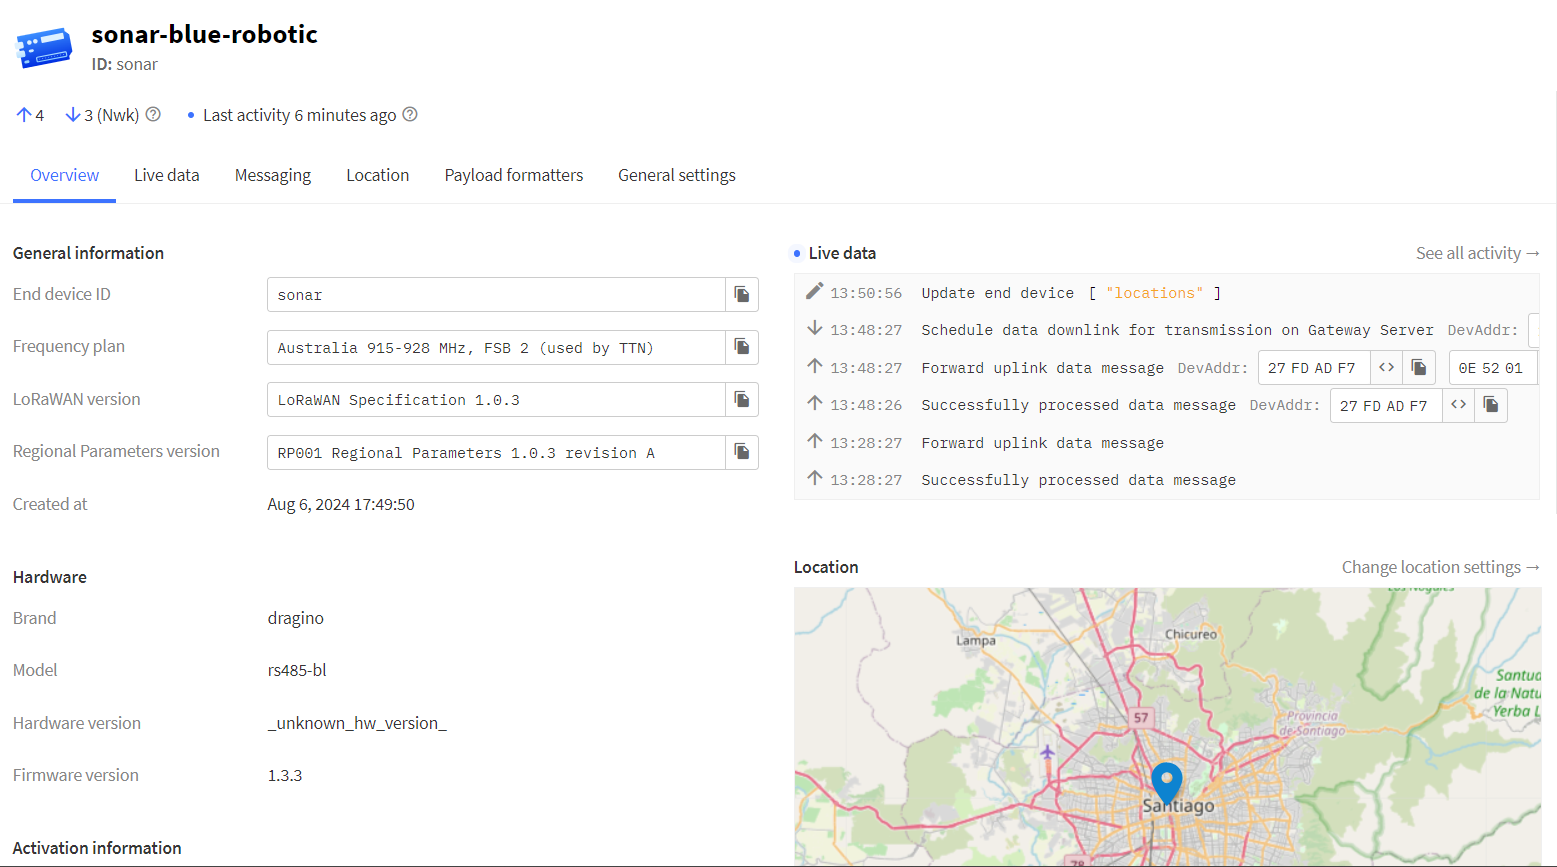 sonar-blue-robotic
ID: sonar
4 3 (Nwk) Last activity 6 minutes ago
Overview Live data Messaging Location Payload formatters General settings
General information
End device ID sonar
Frequency plan Australia 915-928 MHz, FSB 2 (used by TTN)
LoRaWAN version LoRaWAN Specification 1.0.3
Regional Parameters version RP001 Regional Parameters 1.0.3 revision A
Created at Aug 6, 2024 17:49:50
Hardware
Brand dragino
Model rs485-bl
Hardware version _unknown_hw_version_
Firmware version 1.3.3
Activation information
Live data See all activity →
13:50:56 Update end device [ "locations" ]
13:48:27 Schedule data downlink for transmission on Gateway Server DevAddr:
13:48:27 Forward uplink data message DevAddr: 27 FD AD F7 <> 0E 52 01
13:48:26 Successfully processed data message DevAddr: 27 FD AD F7 <>
13:28:27 Forward uplink data message
13:28:27 Successfully processed data message
Location Change location settings →
Los Nogales
Chicureo
Lampa
Santua
de la Natu
Yerba L
57
Provincia
de Santiago
Santiago
78